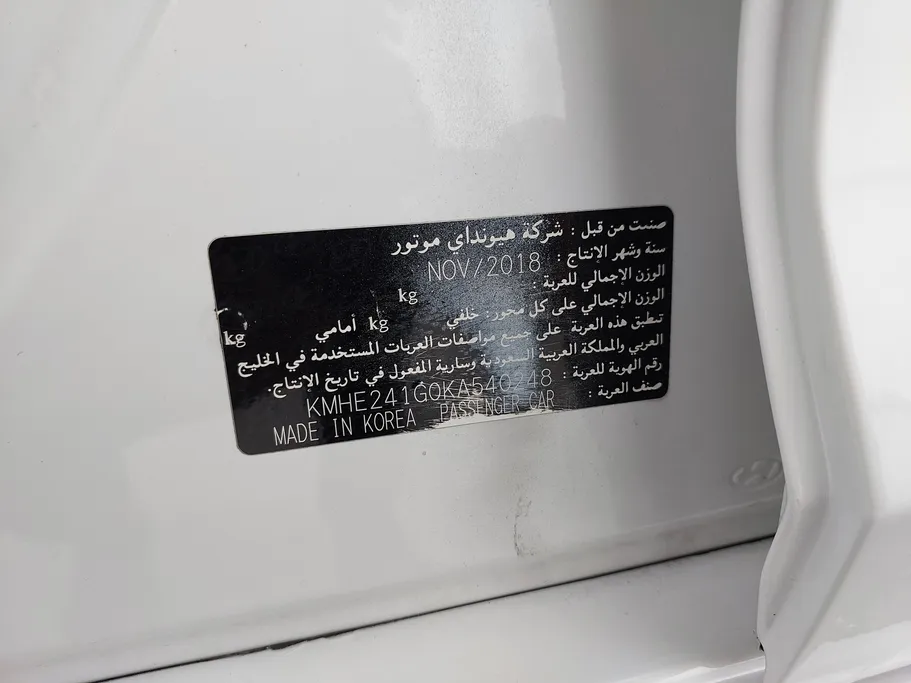 صنعت من قبل : شركة هيونداي موتور
سنة وشهر الإنتاج : NOV/2018
الوزن الإجمالي للعربة : kg
الوزن الإجمالي على كل محور : خلفي kg أمامي kg
تنطبق هذه العربة على جميع مواصفات العربات المستخدمة في الخليج
العربي والمملكة العربية السعودية وسارية المفعول في تاريخ الإنتاج.
رقم الهوية للعربة : KMHE241G0KA540248
صنف العربة : PASSENGER CAR
MADE IN KOREA